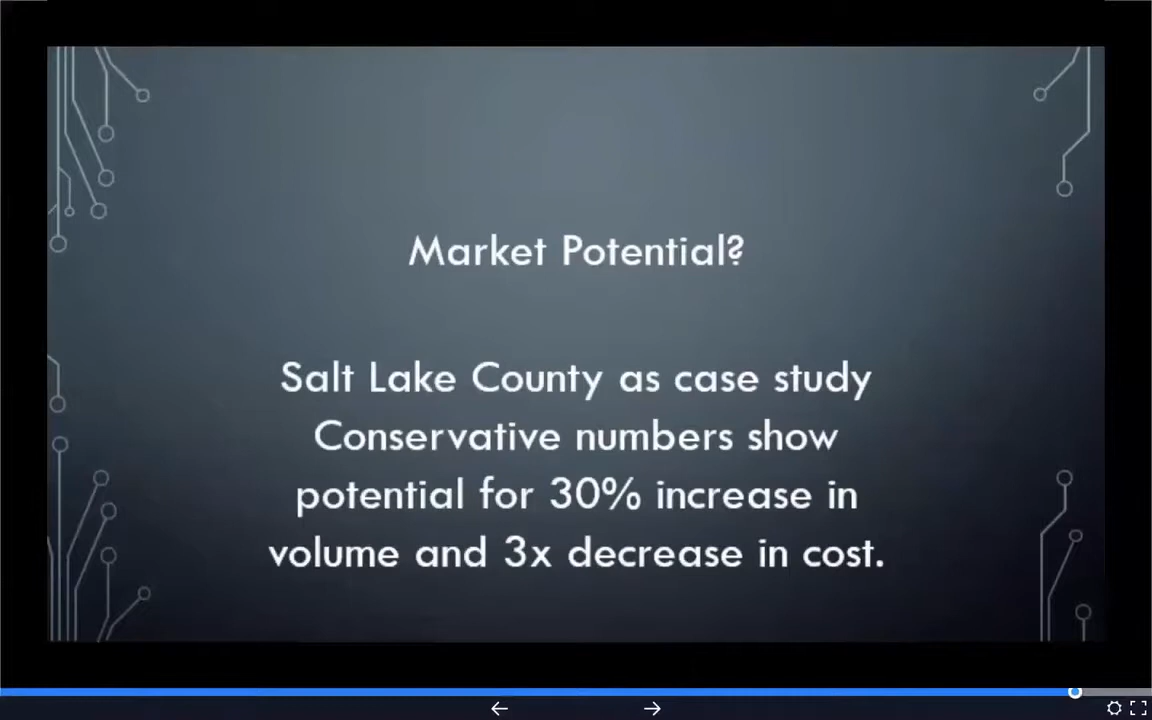 Market Potential?
Salt Lake County as case study
Conservative numbers show
potential for 30% increase in
volume and 3x decrease in cost.